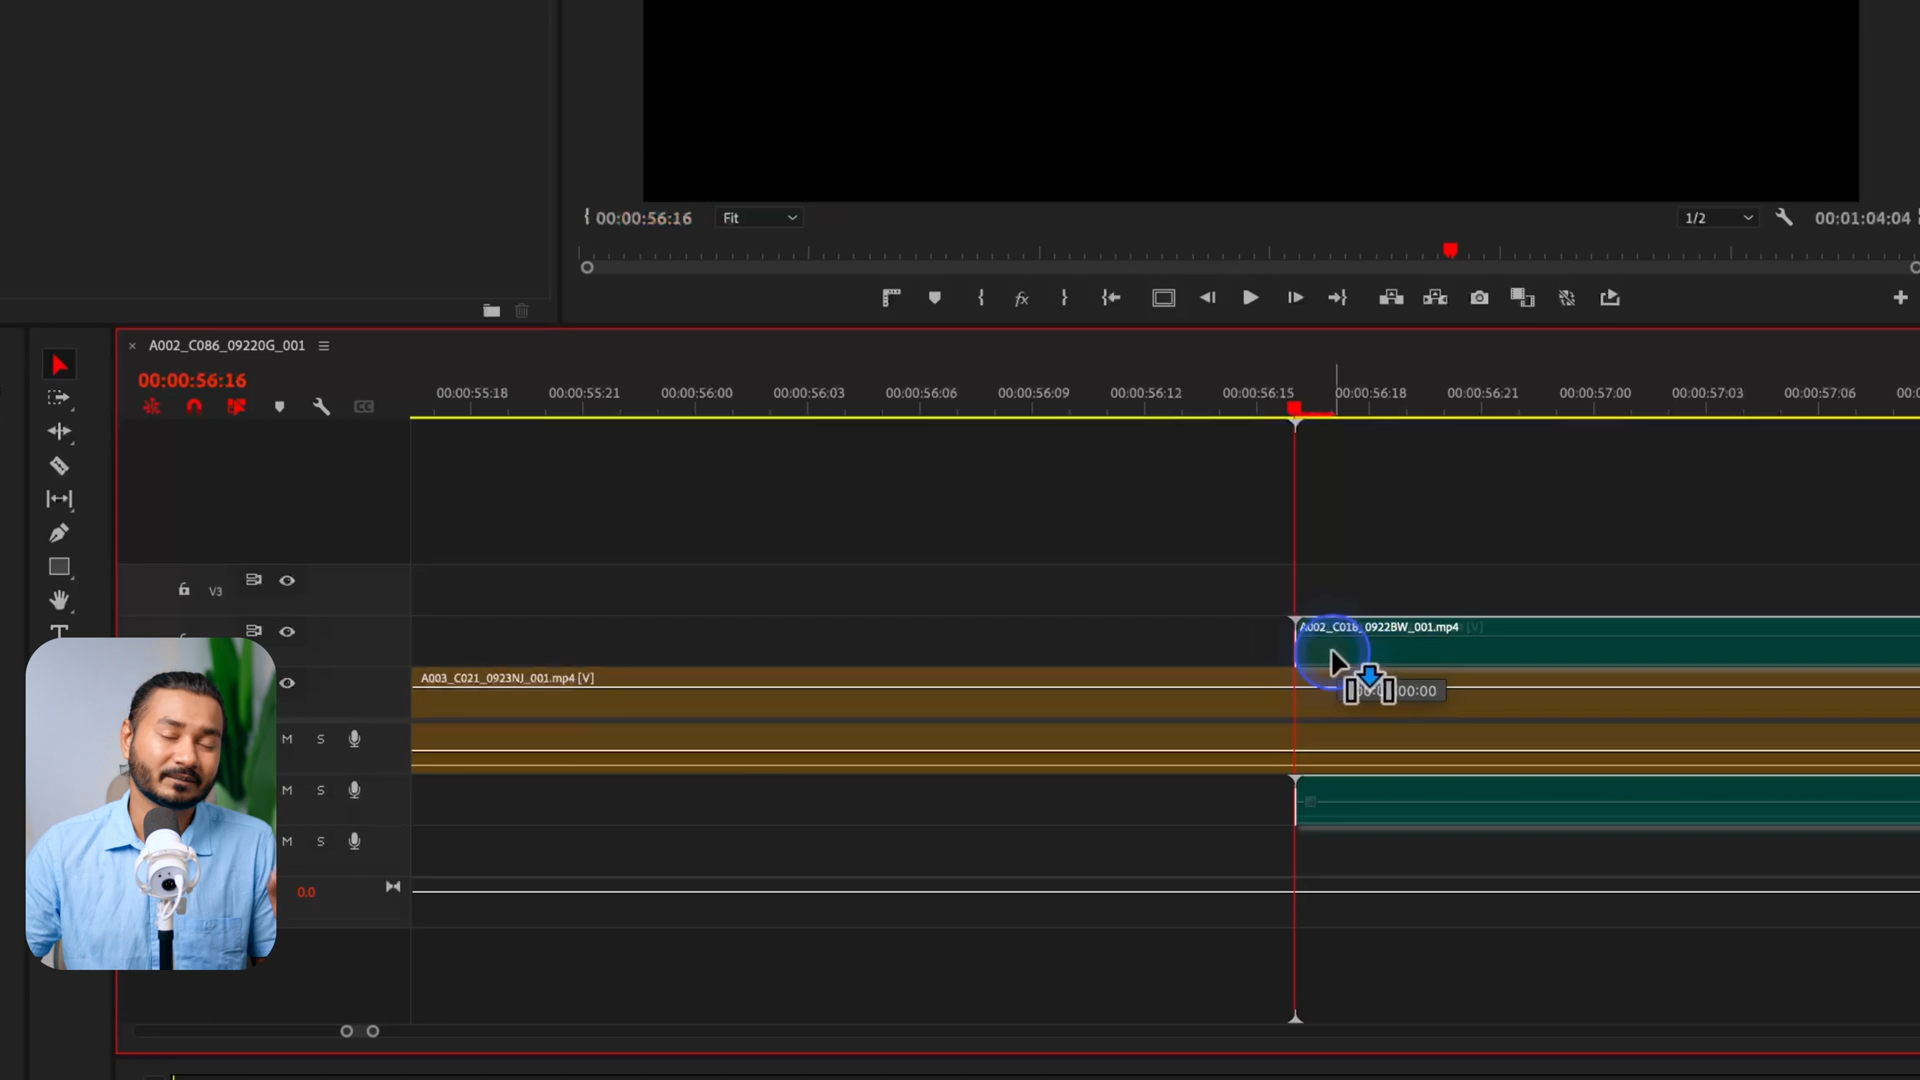 00:00:56:16 Fit 1/2 00:01:04:04
fx
× A002_C086_09220G_001
00:00:56:16
00:00:55:18 00:00:55:21 00:00:56:00 00:00:56:03 00:00:56:06 00:00:56:09 00:00:56:12 00:00:56:15 00:00:56:18 00:00:56:21 00:00:57:00 00:00:57:03 00:00:57:06
CC
V3
T
A002_C018_0922BW_001.mp4 [V]
A003_C021_0923NJ_001.mp4 [V]
00:00
M S
M S
M S
0.0